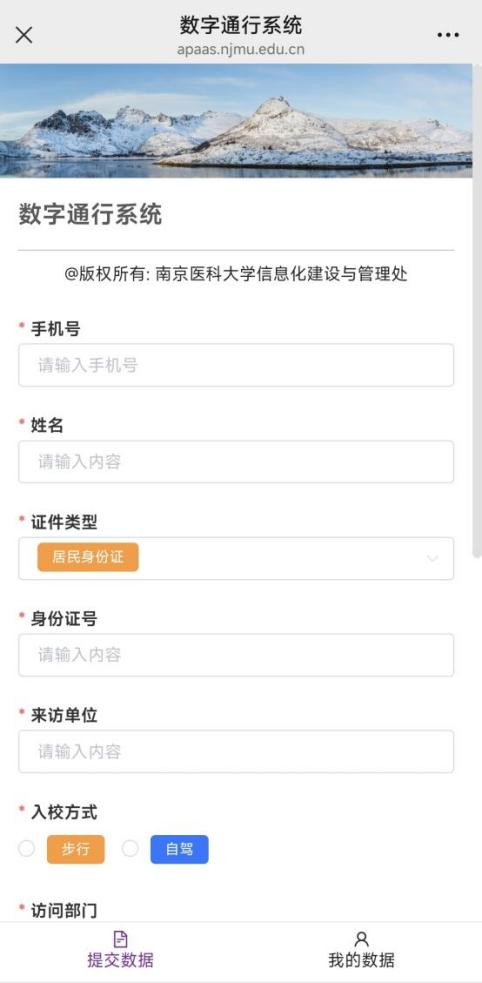 数字通行系统
apaas.njmu.edu.cn
数字通行系统
@版权所有: 南京医科大学信息化建设与管理处
* 手机号
请输入手机号
* 姓名
请输入内容
* 证件类型
居民身份证
* 身份证号
请输入内容
* 来访单位
请输入内容
* 入校方式
步行 自驾
* 访问部门
提交数据 我的数据